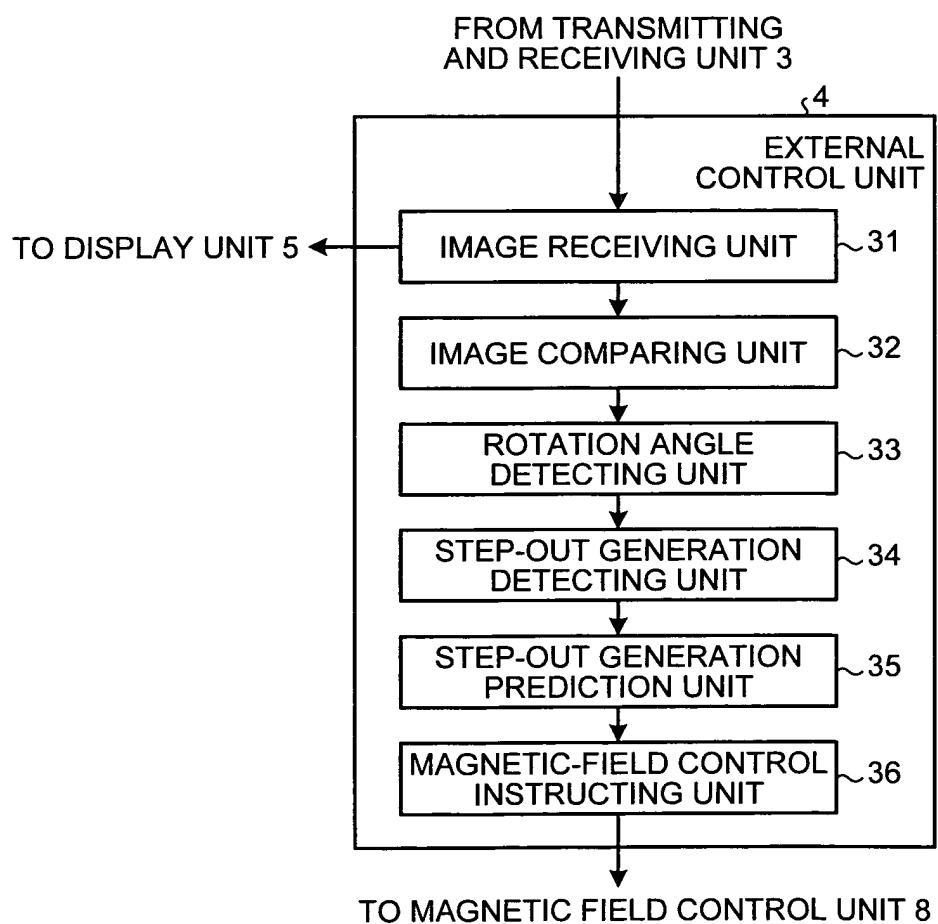 FROM TRANSMITTING
AND RECEIVING UNIT 3
4
EXTERNAL
CONTROL UNIT
IMAGE RECEIVING UNIT
31
TO DISPLAY UNIT 5
IMAGE COMPARING UNIT
32
ROTATION ANGLE
DETECTING UNIT
33
STEP-OUT GENERATION
DETECTING UNIT
34
STEP-OUT GENERATION
PREDICTION UNIT
35
MAGNETIC-FIELD CONTROL
INSTRUCTING UNIT
36
TO MAGNETIC FIELD CONTROL UNIT 8